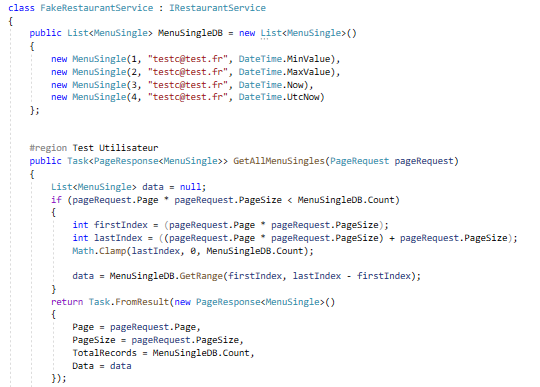 class FakeRestaurantService : IRestaurantService
{
    public List<MenuSingle> MenuSingleDB = new List<MenuSingle>()
    {
        new MenuSingle(1, "testc@test.fr", DateTime.MinValue),
        new MenuSingle(2, "testc@test.fr", DateTime.MaxValue),
        new MenuSingle(3, "testc@test.fr", DateTime.Now),
        new MenuSingle(4, "testc@test.fr", DateTime.UtcNow)
    };
    #region Test Utilisateur
    public Task<PageResponse<MenuSingle>> GetAllMenuSingles(PageRequest pageRequest)
    {
        List<MenuSingle> data = null;
        if (pageRequest.Page * pageRequest.PageSize < MenuSingleDB.Count)
        {
            int firstIndex = (pageRequest.Page * pageRequest.PageSize);
            int lastIndex = ((pageRequest.Page * pageRequest.PageSize) + pageRequest.PageSize);
            Math.Clamp(lastIndex, 0, MenuSingleDB.Count);
            data = MenuSingleDB.GetRange(firstIndex, lastIndex - firstIndex);
        }
        return Task.FromResult(new PageResponse<MenuSingle>()
        {
            Page = pageRequest.Page,
            PageSize = pageRequest.PageSize,
            TotalRecords = MenuSingleDB.Count,
            Data = data
        });